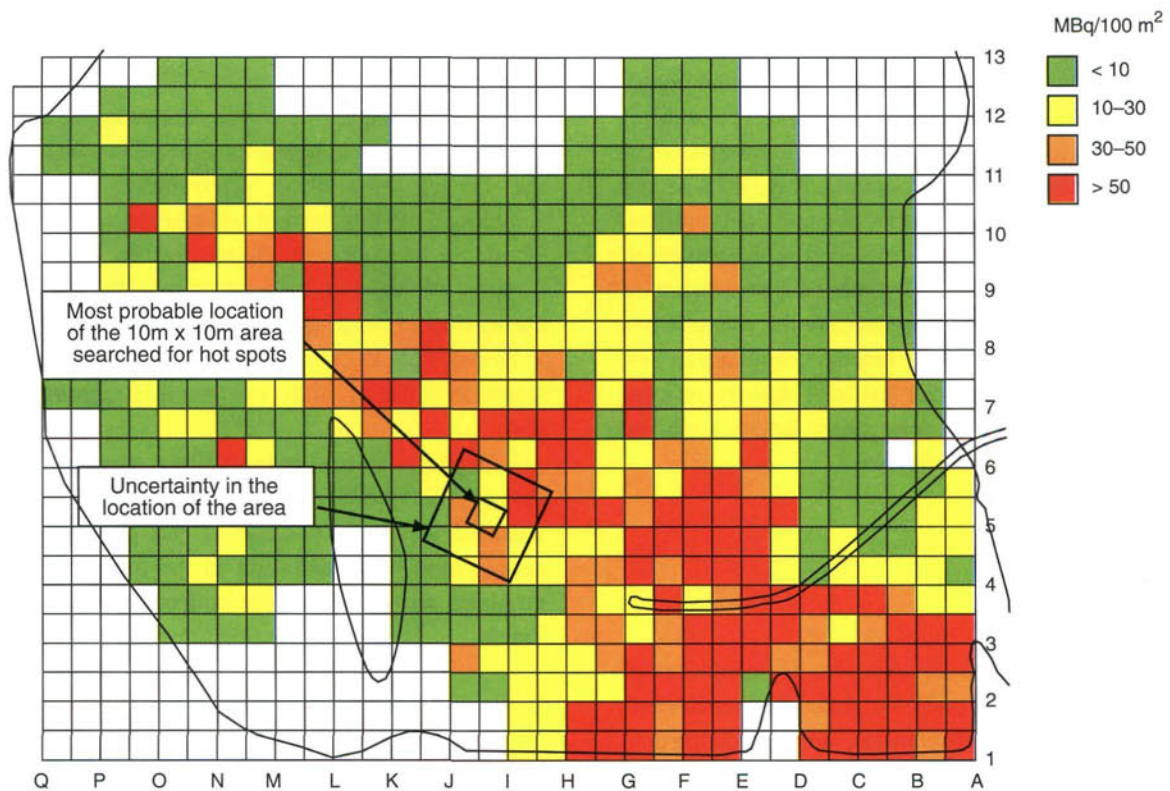 MBq/100 m²
< 10
10–30
30–50
> 50
13
12
11
10
9
8
7
6
5
4
3
2
1
Most probable location
of the 10m x 10m area
searched for hot spots
Uncertainty in the
location of the area
Q P O N M L K J I H G F E D C B A